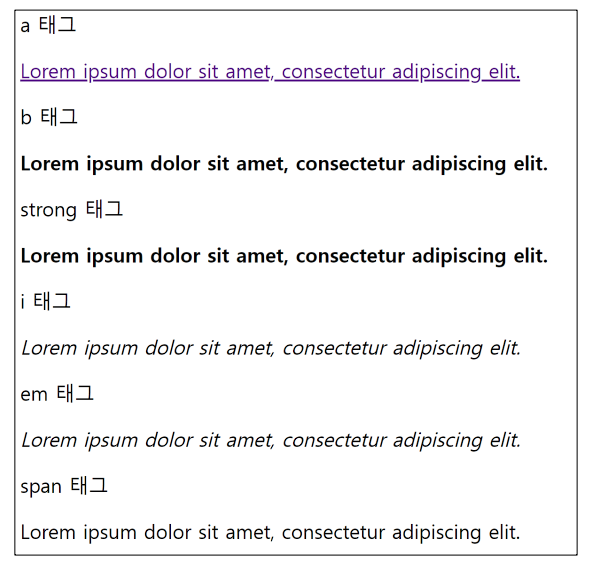 a 태그
Lorem ipsum dolor sit amet, consectetur adipiscing elit.
b 태그
Lorem ipsum dolor sit amet, consectetur adipiscing elit.
strong 태그
Lorem ipsum dolor sit amet, consectetur adipiscing elit.
i 태그
Lorem ipsum dolor sit amet, consectetur adipiscing elit.
em 태그
Lorem ipsum dolor sit amet, consectetur adipiscing elit.
span 태그
Lorem ipsum dolor sit amet, consectetur adipiscing elit.